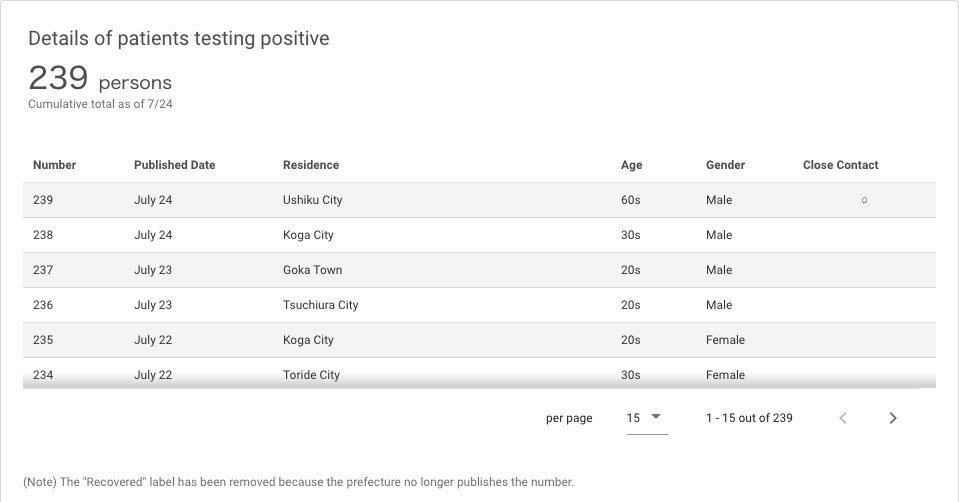 Details of patients testing positive
239 persons
Cumulative total as of 7/24
Number Published Date Residence Age Gender Close Contact
239 July 24 Ushiku City 60s Male ○
238 July 24 Koga City 30s Male
237 July 23 Goka Town 20s Male
236 July 23 Tsuchiura City 20s Male
235 July 22 Koga City 20s Female
234 July 22 Toride City 30s Female
per page 15 1 - 15 out of 239
(Note) The "Recovered" label has been removed because the prefecture no longer publishes the number.